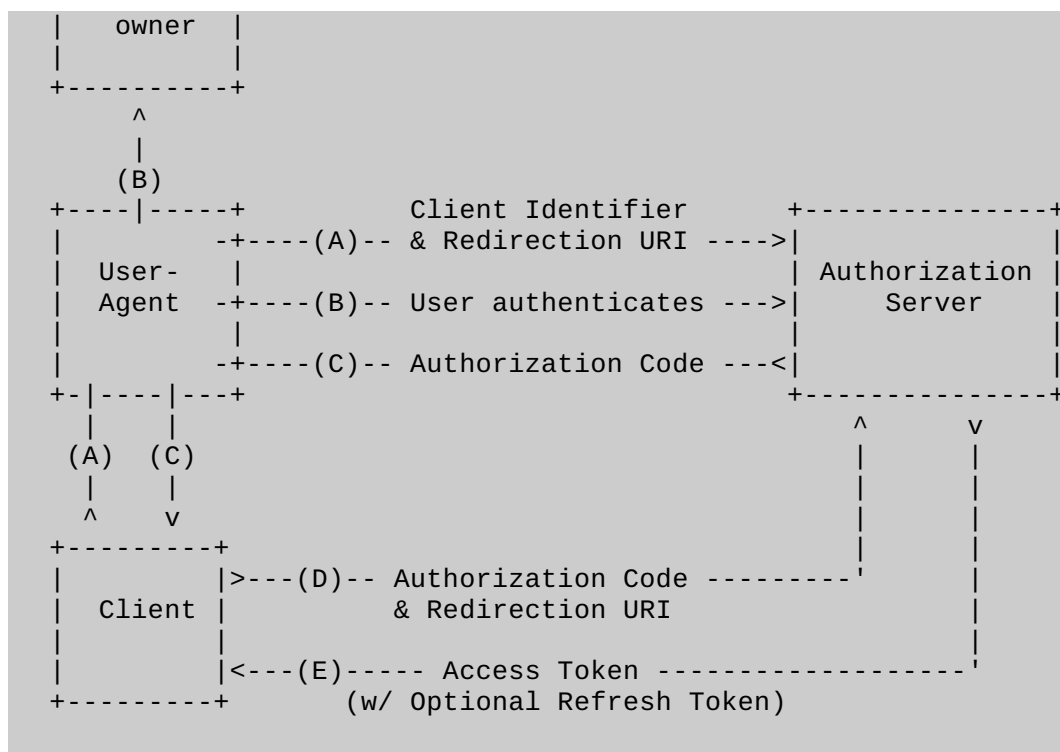 |   owner  |
|          |
+----------+
     ^
     |
    (B)
+----|-----+          Client Identifier      +---------------+
|         -+----(A)-- & Redirection URI ---->|               |
|  User-   |                                 | Authorization |
|  Agent  -+----(B)-- User authenticates --->|     Server    |
|          |                                 |               |
|         -+----(C)-- Authorization Code ---<|               |
+-|----|---+                                 +---------------+
  |    |                                         ^      v
 (A)  (C)                                        |      |
  |    |                                         |      |
  ^    v                                         |      |
+---------+                                      |      |
|         |>---(D)-- Authorization Code ---------'      |
|  Client |          & Redirection URI                  |
|         |                                             |
|         |<---(E)----- Access Token -------------------'
+---------+       (w/ Optional Refresh Token)